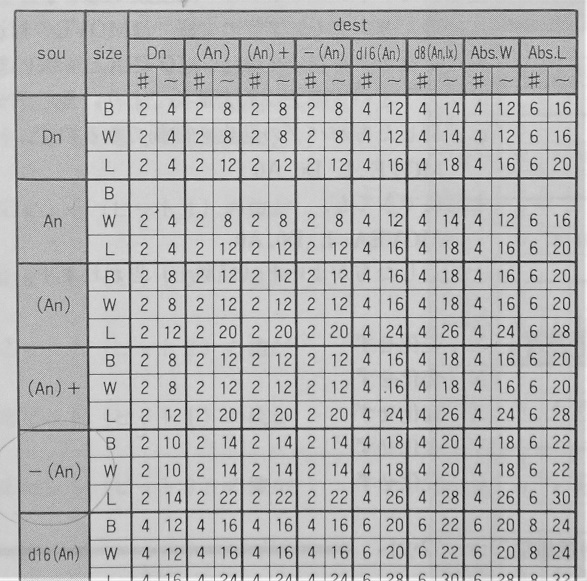 dest
sou size Dn (An) (An)+ -(An) d16(An) d8(An,Ix) Abs.W Abs.L
# ~ # ~ # ~ # ~ # ~ # ~ # ~ # ~
B 2 4 2 8 2 8 2 8 4 12 4 14 4 12 6 16
Dn W 2 4 2 8 2 8 2 8 4 12 4 14 4 12 6 16
L 2 4 2 12 2 12 2 12 4 16 4 18 4 16 6 20
B
An W 2 4 2 8 2 8 2 8 4 12 4 14 4 12 6 16
L 2 4 2 12 2 12 2 12 4 16 4 18 4 16 6 20
B 2 8 2 12 2 12 2 12 4 16 4 18 4 16 6 20
(An) W 2 8 2 12 2 12 2 12 4 16 4 18 4 16 6 20
L 2 12 2 20 2 20 2 20 4 24 4 26 4 24 6 28
B 2 8 2 12 2 12 2 12 4 16 4 18 4 16 6 20
(An)+ W 2 8 2 12 2 12 2 12 4 16 4 18 4 16 6 20
L 2 12 2 20 2 20 2 20 4 24 4 26 4 24 6 28
B 2 10 2 14 2 14 2 14 4 18 4 20 4 18 6 22
-(An) W 2 10 2 14 2 14 2 14 4 18 4 20 4 18 6 22
L 2 14 2 22 2 22 2 22 4 26 4 28 4 26 6 30
B 4 12 4 16 4 16 4 16 6 20 6 22 6 20 8 24
d16(An) W 4 12 4 16 4 16 4 16 6 20 6 22 6 20 8 24
L 4 16 4 24 4 24 4 24 6 28 6 30 6 28 8 32